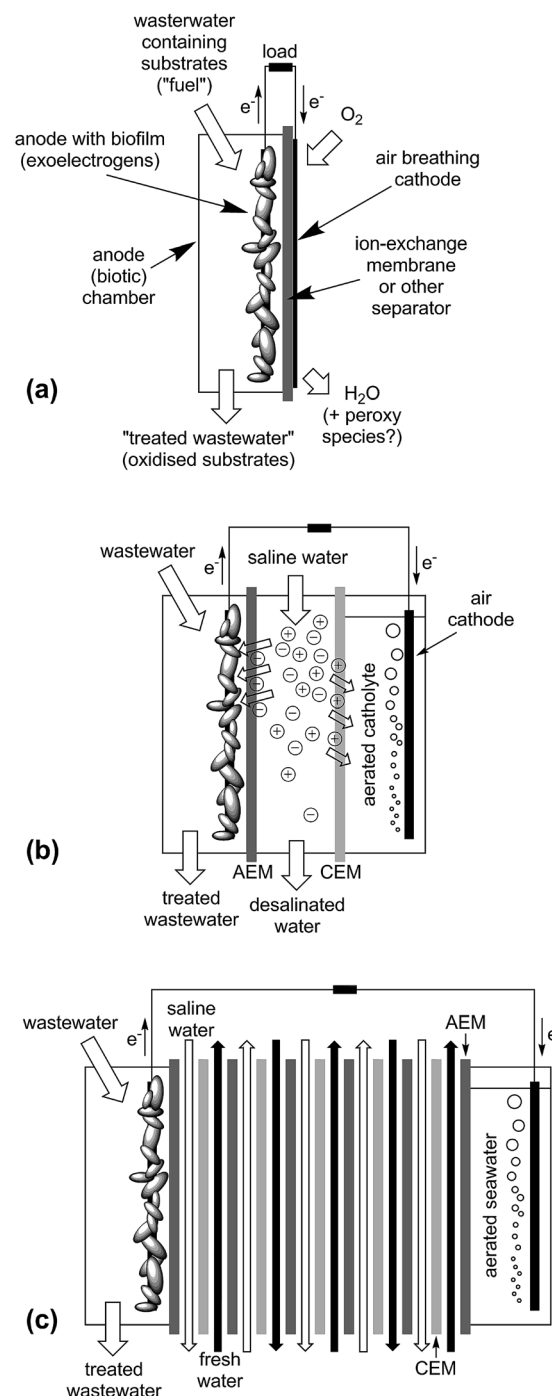 wasterwater
containing
substrates
("fuel")
load
e-
e-
O2
anode with biofilm
(exoelectrogens)
air breathing
cathode
anode
(biotic)
chamber
ion-exchange
membrane
or other
separator
(a)
H2O
(+ peroxy
species?)
"treated wastewater"
(oxidised substrates)
wastewater
saline water
e-
e-
air
cathode
aerated catholyte
(b)
AEM
CEM
treated
wastewater
desalinated
water
saline
water
wastewater
AEM
e-
e
aerated seawater
(c)
fresh
water
CEM
treated
wastewater